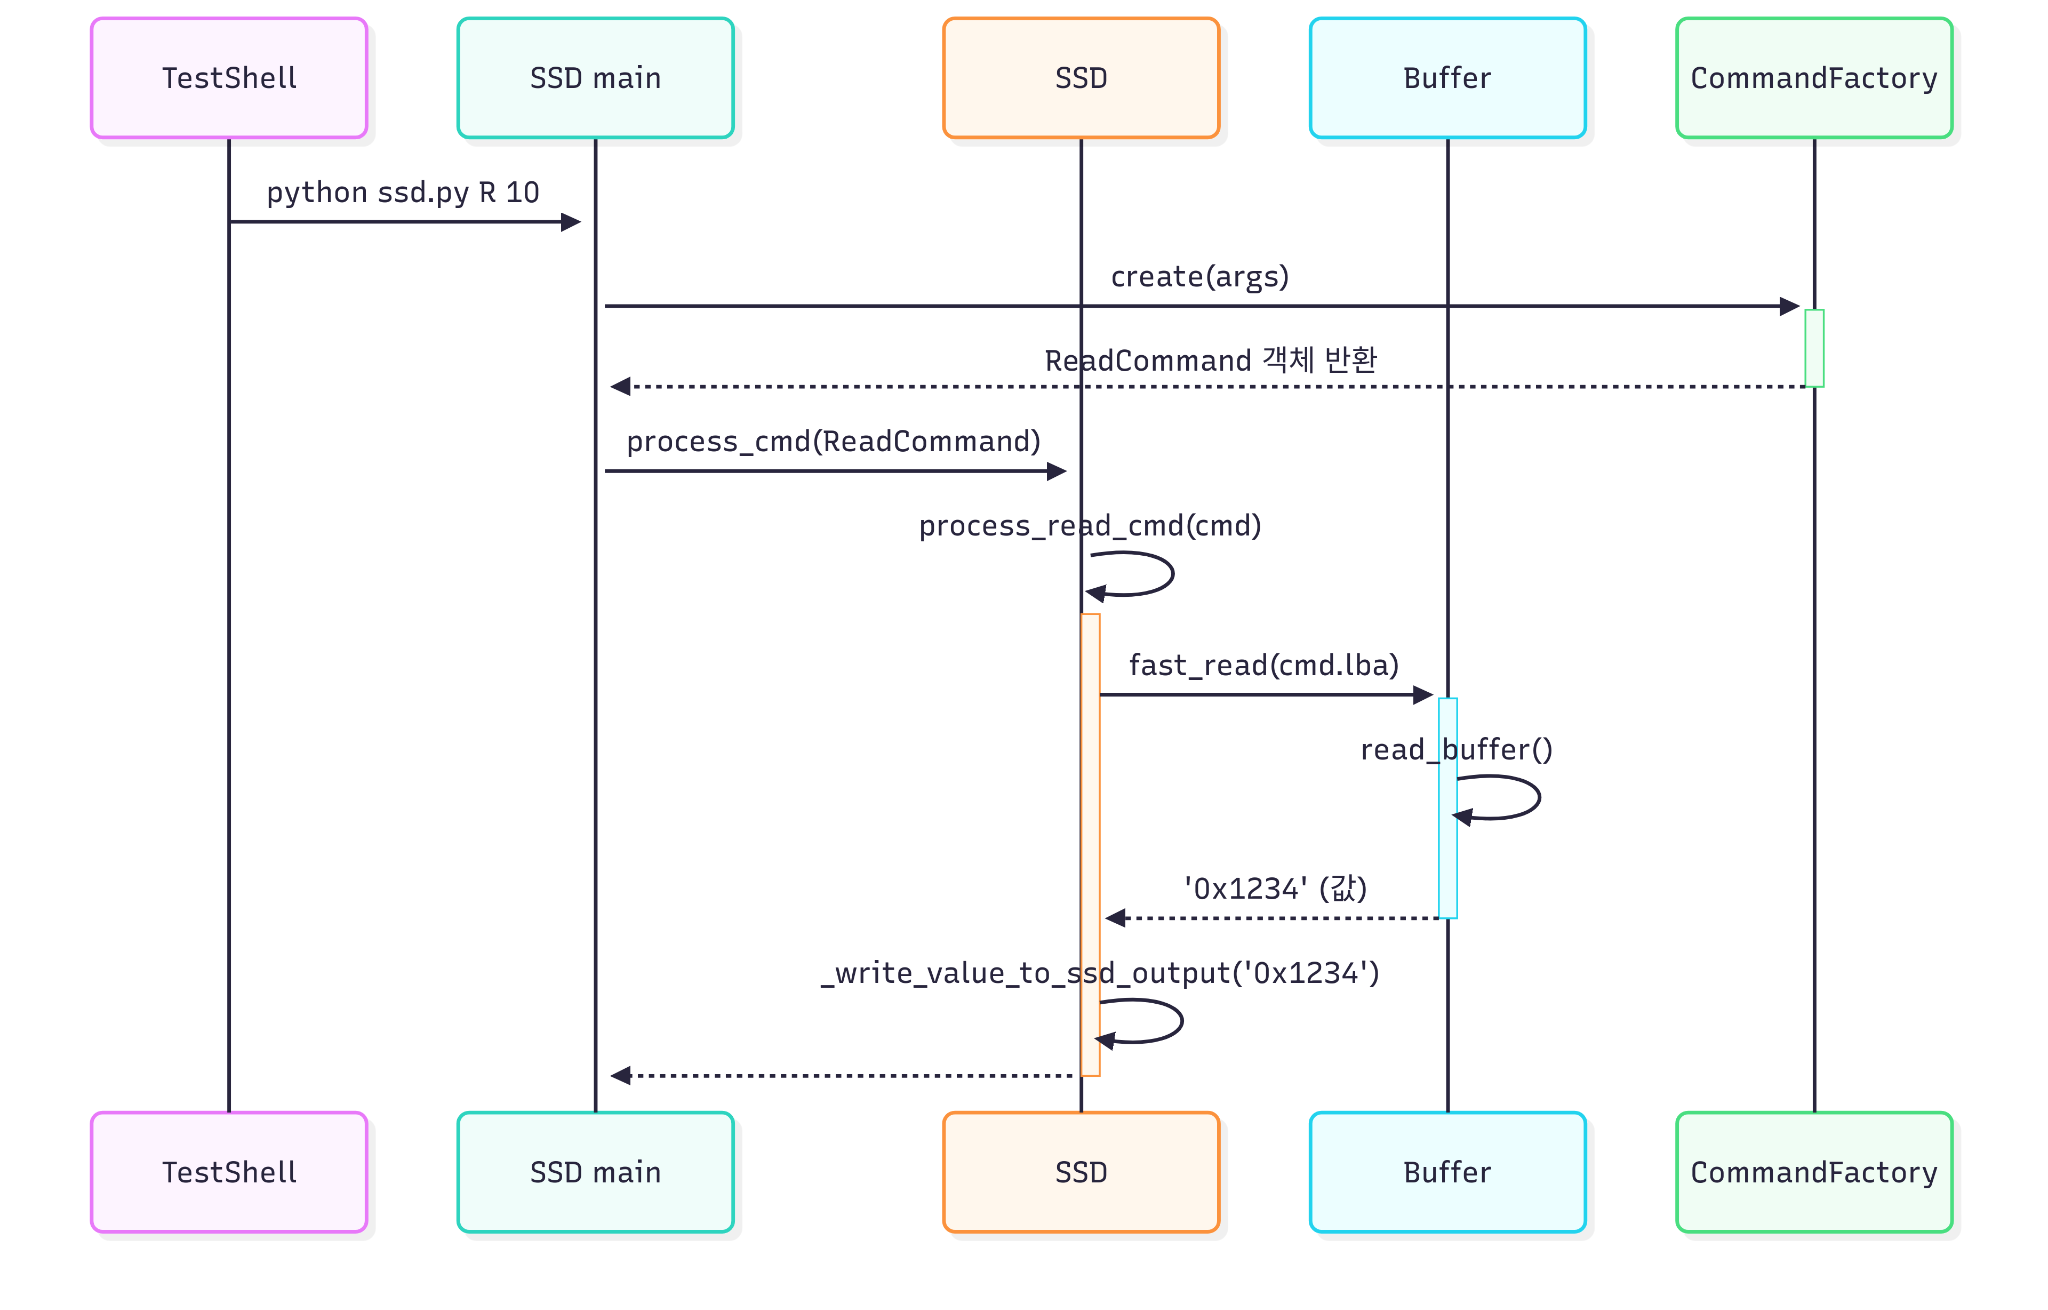 TestShell
SSD main
SSD
Buffer
CommandFactory
python ssd.py R 10
create(args)
ReadCommand 객체 반환
process_cmd(ReadCommand)
process_read_cmd(cmd)
fast_read(cmd.lba)
read_buffer()
'0x1234' (값)
_write_value_to_ssd_output('0x1234')
TestShell
SSD main
SSD
Buffer
CommandFactory